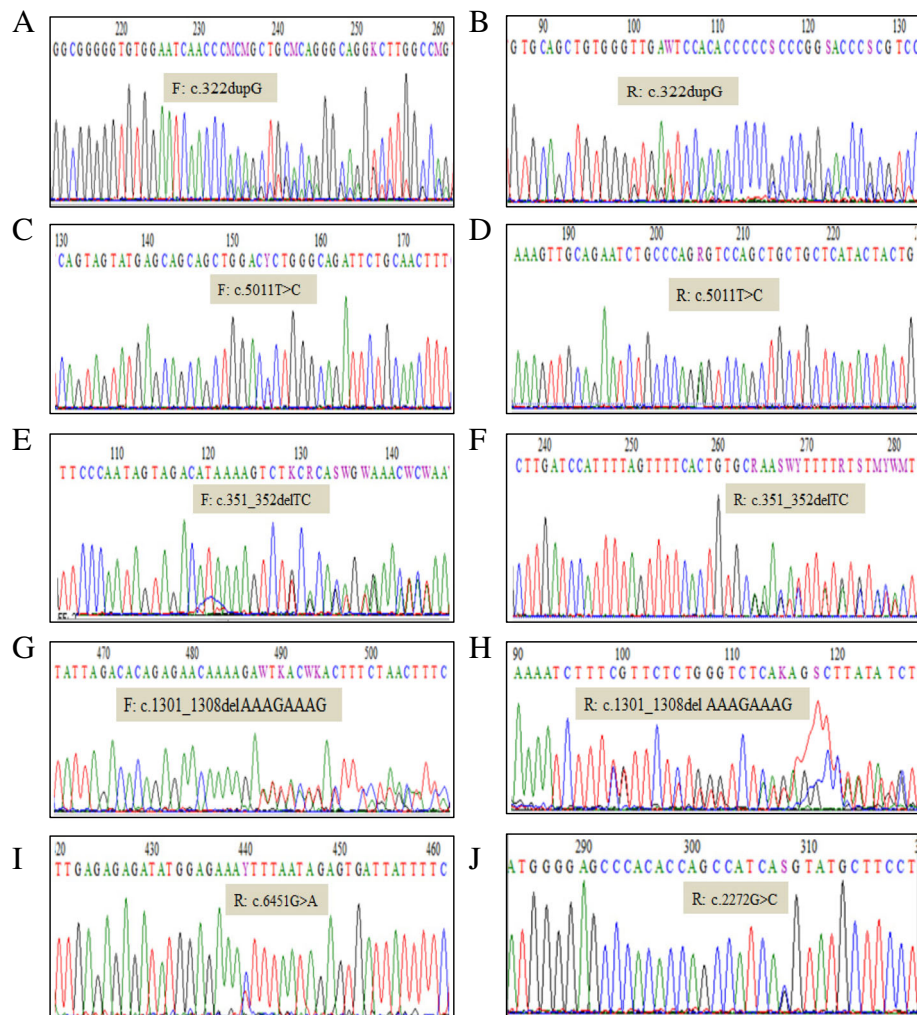 A
220 230 240 250 260
GGCGGGGGTGTGGAATCAACCCMCMGCTGCMCAGGGCAGGKCTTGGCCMG
F: c.322dupG
B
90 100 110 120 130
GTGCAGCTGTGGGTTGAWTCCACACCCCCSCCCGGSACCCSCGTCC
R: c.322dupG
C
130 140 150 160 170
CAGTAGTATGAGCAGCAGCTGGACYCTGGGCAGATTCTGCAACTTT
F: c.5011T>C
D
190 200 210 220
AAAGTTGCAGAATCTGCCCAGRGTCCAGCTGCTGCTCATACTACTG
R: c.5011T>C
E
110 120 130 140
TTCCCAATAGTAGACATAAAAGTCTKCRCASWGWAAACWCWAA
F: c.351_352delTC
F
240 250 260 270 280
CTTGATCCATTTTAGTTTTCACTGTGCRAASWYTTTTRTSTMYWMT
R: c.351_352delTC
G
470 480 490 500
TATTAGACACAGAGAACAAAAGAWTKACWKACTTTCTAACTTTC
F: c.1301_1308delAAAGAAAG
H
90 100 110 120
AAAATCTTTCGTTCTCTGGGTCTCAKAGSCTTATATCT
R: c.1301_1308del AAAGAAAG
I
20 430 440 450 460
TTGAGAGAGATATGGAGAAAYTTTAATAGAGTGATTATTTTC
R: c.6451G>A
J
290 300 310
ATGGGGAGCCCACACCAGCCATCASGTATGCTTCCT
R: c.2272G>C